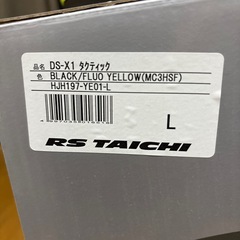 品名 DS-X1 タクティック
色 BLACK/FLUO YELLOW(MC3HSF)
HJH197-YE01-L
L
RS TAICHI